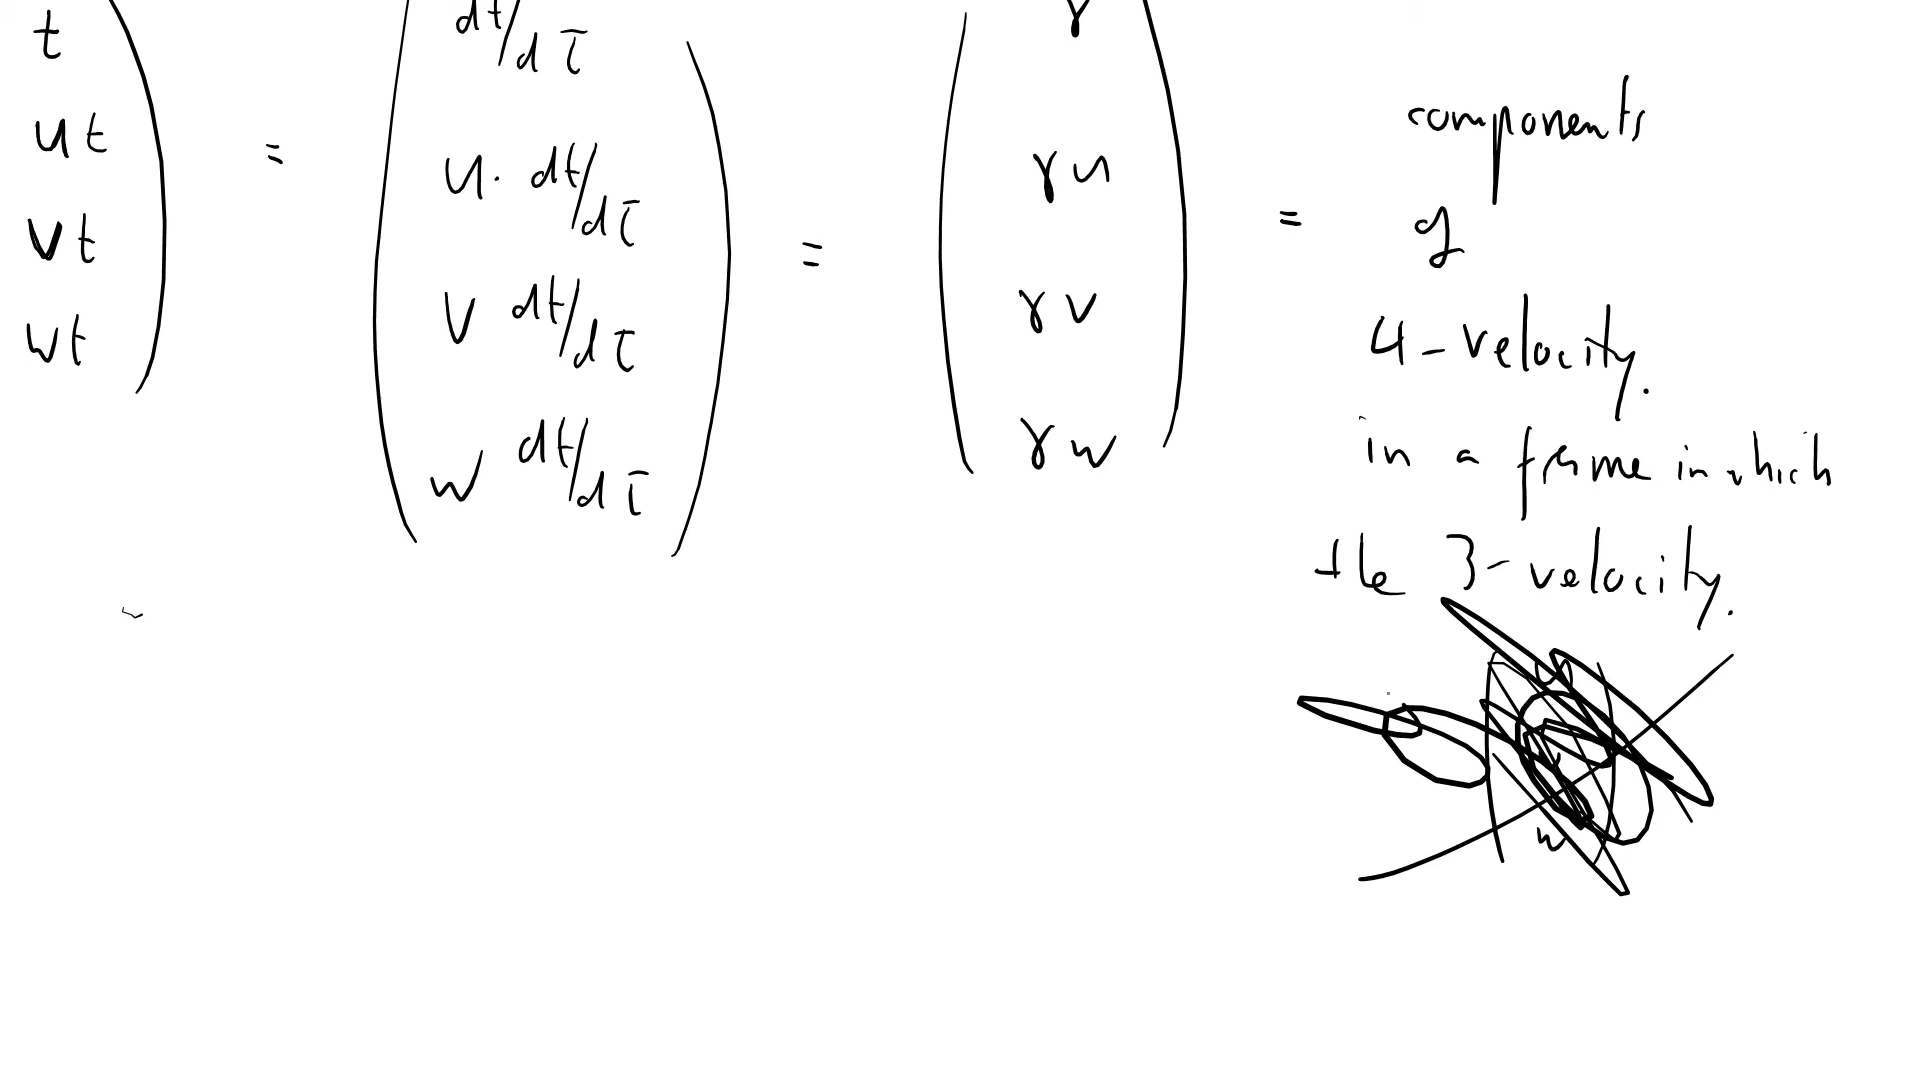 t
ut
vt
wt
=
dt/dτ
u. dt/dτ
v dt/dτ
w dt/dτ
=
γ
γu
γv
γw
=
components
of
4-velocity.
in a frame in which
the 3-velocity.
w